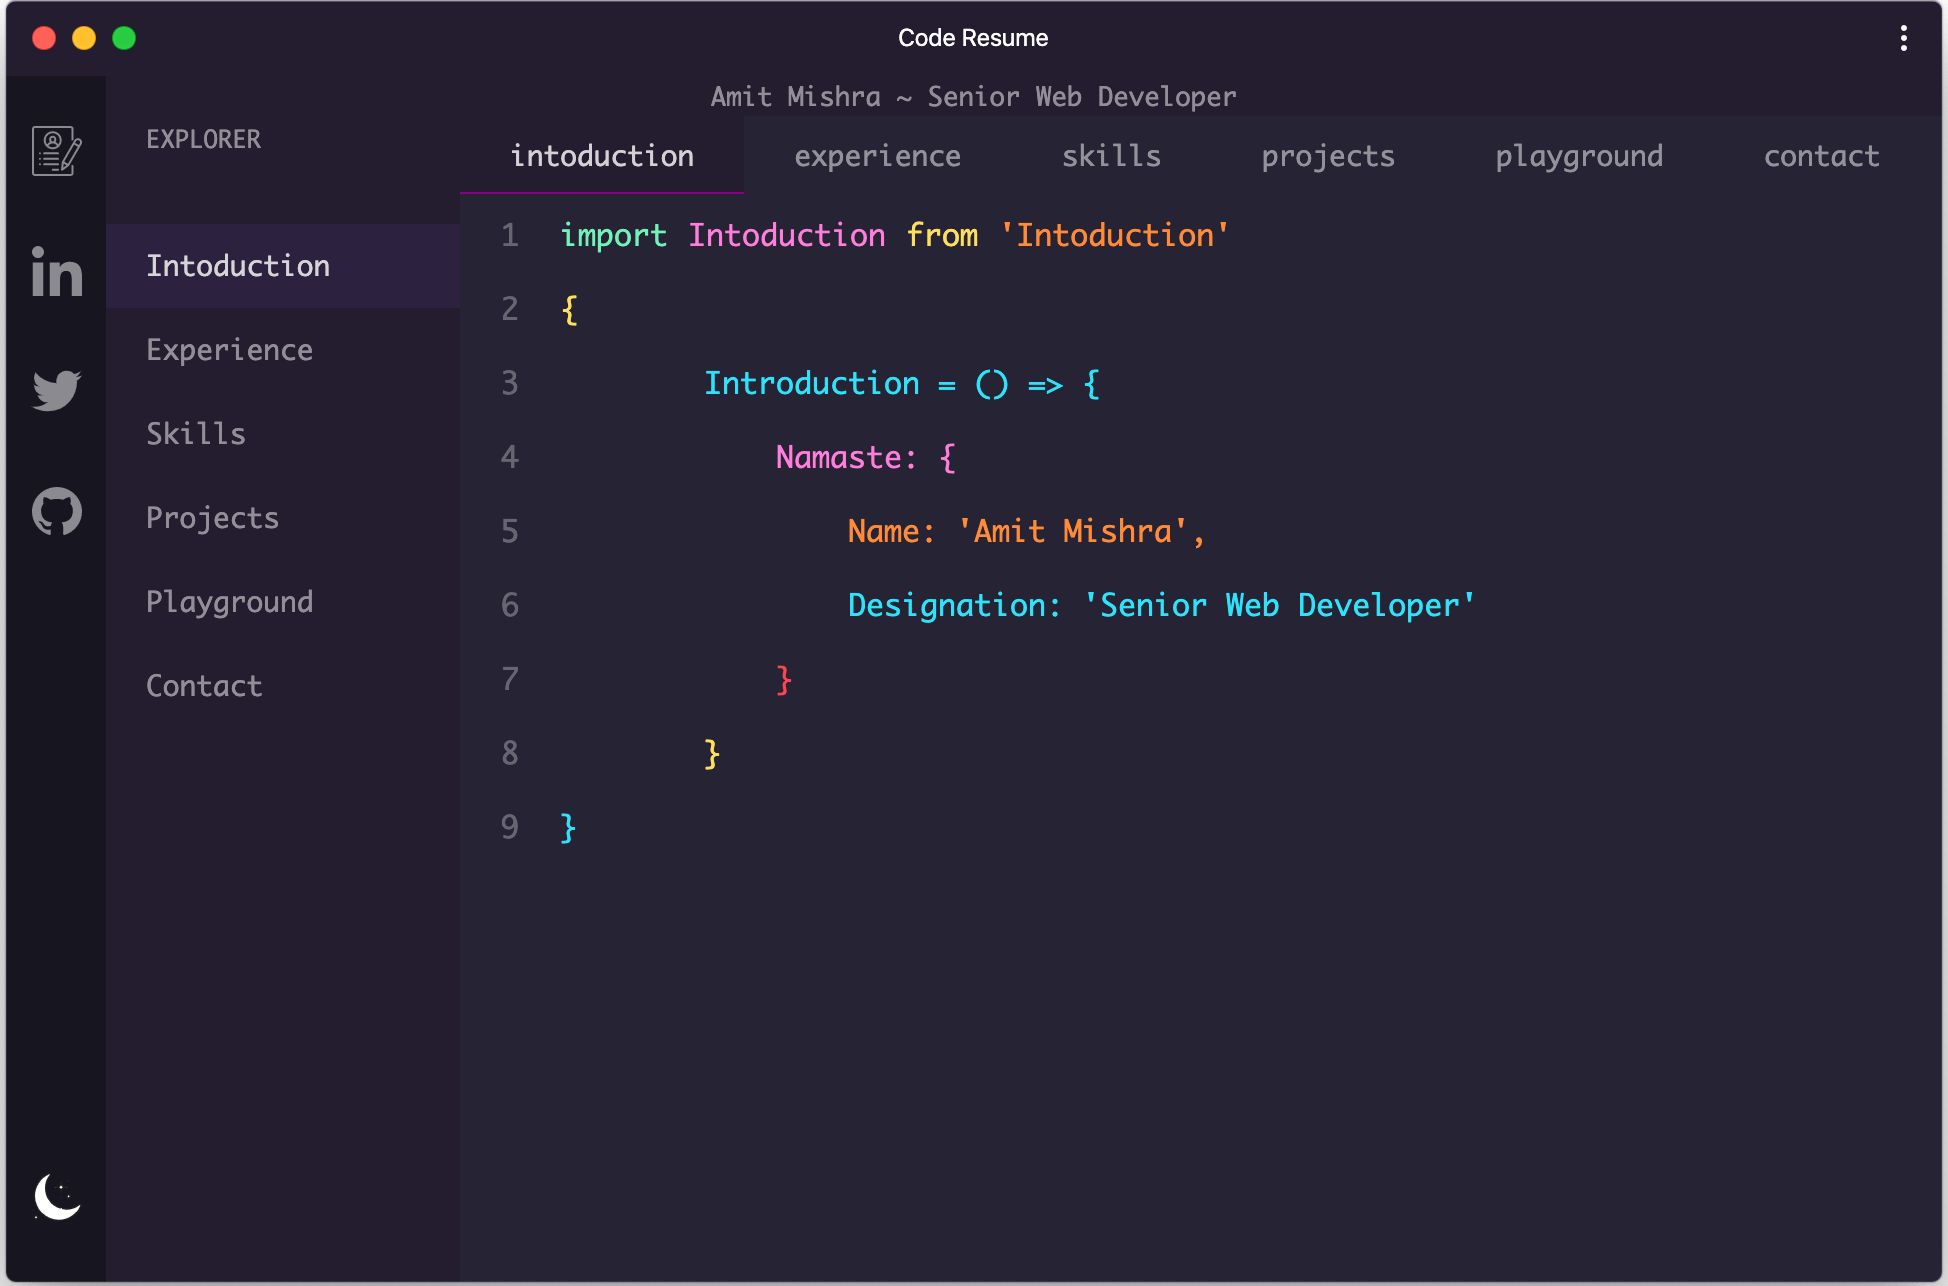 Code Resume
Amit Mishra ~ Senior Web Developer
EXPLORER
Intoduction
Experience
Skills
Projects
Playground
Contact
intoduction experience skills projects playground contact
1 import Intoduction from 'Intoduction'
2 {
3 Introduction = () => {
4 Namaste: {
5 Name: 'Amit Mishra',
6 Designation: 'Senior Web Developer'
7 }
8 }
9 }